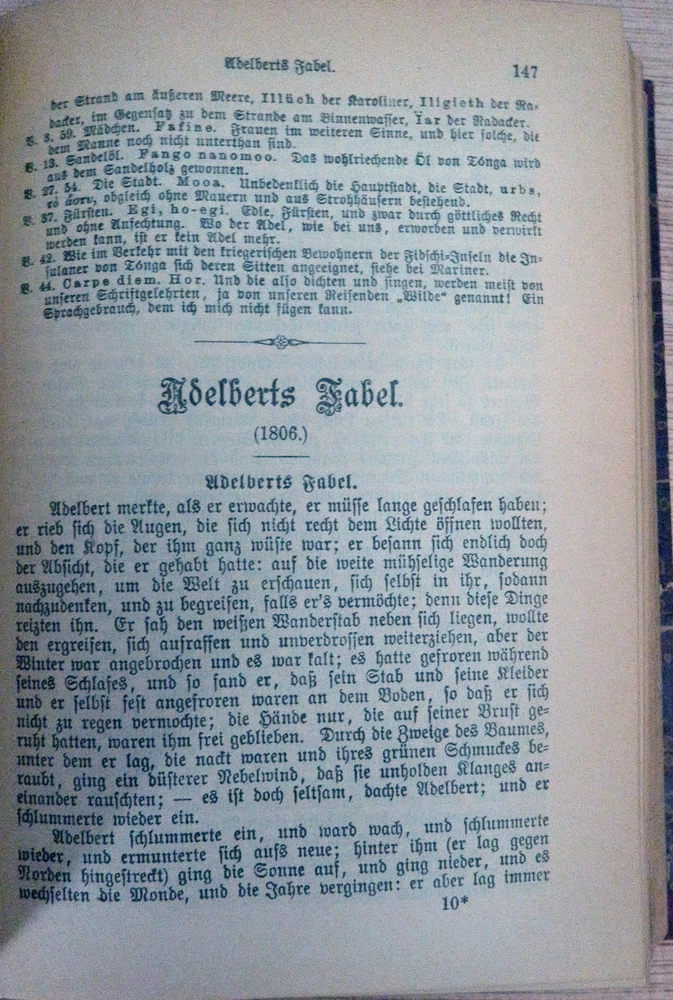 Adelberts Fabel.
147
der Strand am äußeren Meere, Illüch der Karoliner, Iligieth der Ra-
dacker, im Gegensatz zu dem Strande am Binnenwasser, Iar der Radacker.
V. 3. 59. Mädchen. Fafine. Frauen im weiteren Sinne, und hier solche, die
dem Manne noch nicht unterthan sind.
V. 13. Sandelöl. Fango nanomoo. Das wohlriechende Öl von Tónga wird
aus dem Sandelholz gewonnen.
V. 27. 54. Die Stadt. Mooa. Unbedenklich die Hauptstadt, die Stadt, urbs,
τὸ ἄστυ, obgleich ohne Mauern und aus Strohhäusern bestehend.
V. 37. Fürsten. Egi, ho-egi. Edle, Fürsten, und zwar durch göttliches Recht
und ohne Anfechtung. Wo der Adel, wie bei uns, erworben und verwirkt
werden kann, ist er kein Adel mehr.
V. 42. Wie im Verkehr mit den kriegerischen Bewohnern der Fidschi-Inseln die In-
sulaner von Tónga sich deren Sitten angeeignet, siehe bei Mariner.
V. 44. Carpe diem. Hor. Und die also dichten und singen, werden meist von
unseren Schriftgelehrten, ja von unseren Reisenden „Wilde“ genannt! Ein
Sprachgebrauch, dem ich mich nicht fügen kann.
Adelberts Fabel.
(1806.)
Adelberts Fabel.
Adelbert merkte, als er erwachte, er müsse lange geschlafen haben;
er rieb sich die Augen, die sich nicht recht dem Lichte öffnen wollten,
und den Kopf, der ihm ganz wüste war; er besann sich endlich doch
der Absicht, die er gehabt hatte: auf die weite mühselige Wanderung
auszugehen, um die Welt zu erschauen, sich selbst in ihr, sodann
nachzudenken, und zu begreifen, falls er's vermöchte; denn diese Dinge
reizten ihn. Er sah den weißen Wanderstab neben sich liegen, wollte
den ergreifen, sich aufraffen und unverdrossen weiterziehen, aber der
Winter war angebrochen und es war kalt; es hatte gefroren während
seines Schlafes, und so fand er, daß sein Stab und seine Kleider
und er selbst fest angefroren waren an dem Boden, so daß er sich
nicht zu regen vermochte; die Hände nur, die auf seiner Brust ge-
ruht hatten, waren ihm frei geblieben. Durch die Zweige des Baumes,
unter dem er lag, die nackt waren und ihres grünen Schmuckes be-
raubt, ging ein düsterer Nebelwind, daß sie unholden Klanges an-
einander rauschten; — es ist doch seltsam, dachte Adelbert; und er
schlummerte wieder ein.
Adelbert schlummerte ein, und ward wach, und schlummerte
wieder, und ermunterte sich aufs neue; hinter ihm (er lag gegen
Norden hingestreckt) ging die Sonne auf, und ging nieder, und es
wechselten die Monde, und die Jahre vergingen: er aber lag immer
10*